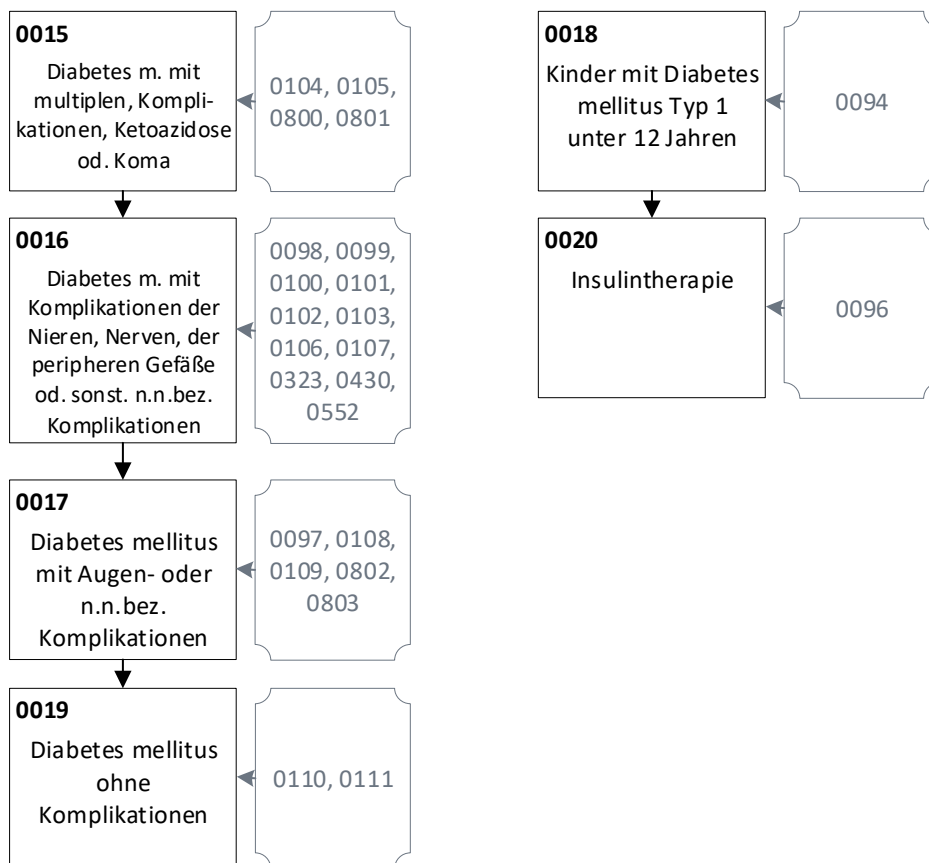 0015
Diabetes m. mit
multiplen, Kompli-
kationen, Ketoazidose
od. Koma
0104, 0105,
0800, 0801
0016
Diabetes m. mit
Komplikationen der
Nieren, Nerven, der
peripheren Gefäße
od. sonst. n.n.bez.
Komplikationen
0098, 0099,
0100, 0101,
0102, 0103,
0106, 0107,
0323, 0430,
0552
0017
Diabetes mellitus
mit Augen- oder
n.n.bez.
Komplikationen
0097, 0108,
0109, 0802,
0803
0019
Diabetes mellitus
ohne
Komplikationen
0110, 0111
0018
Kinder mit Diabetes
mellitus Typ 1
unter 12 Jahren
0094
0020
Insulintherapie
0096